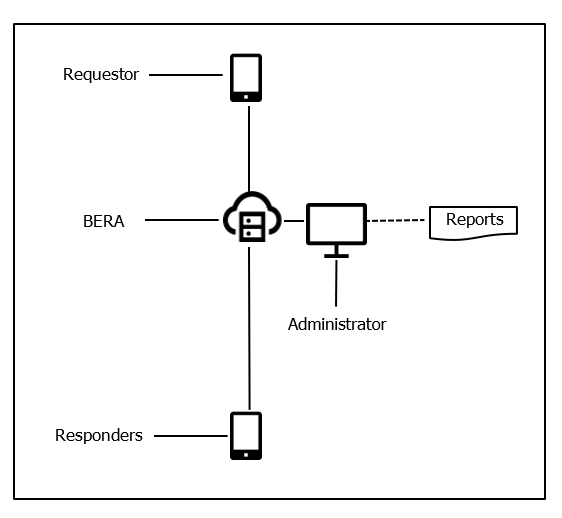 Requestor
BERA
Reports
Administrator
Responders